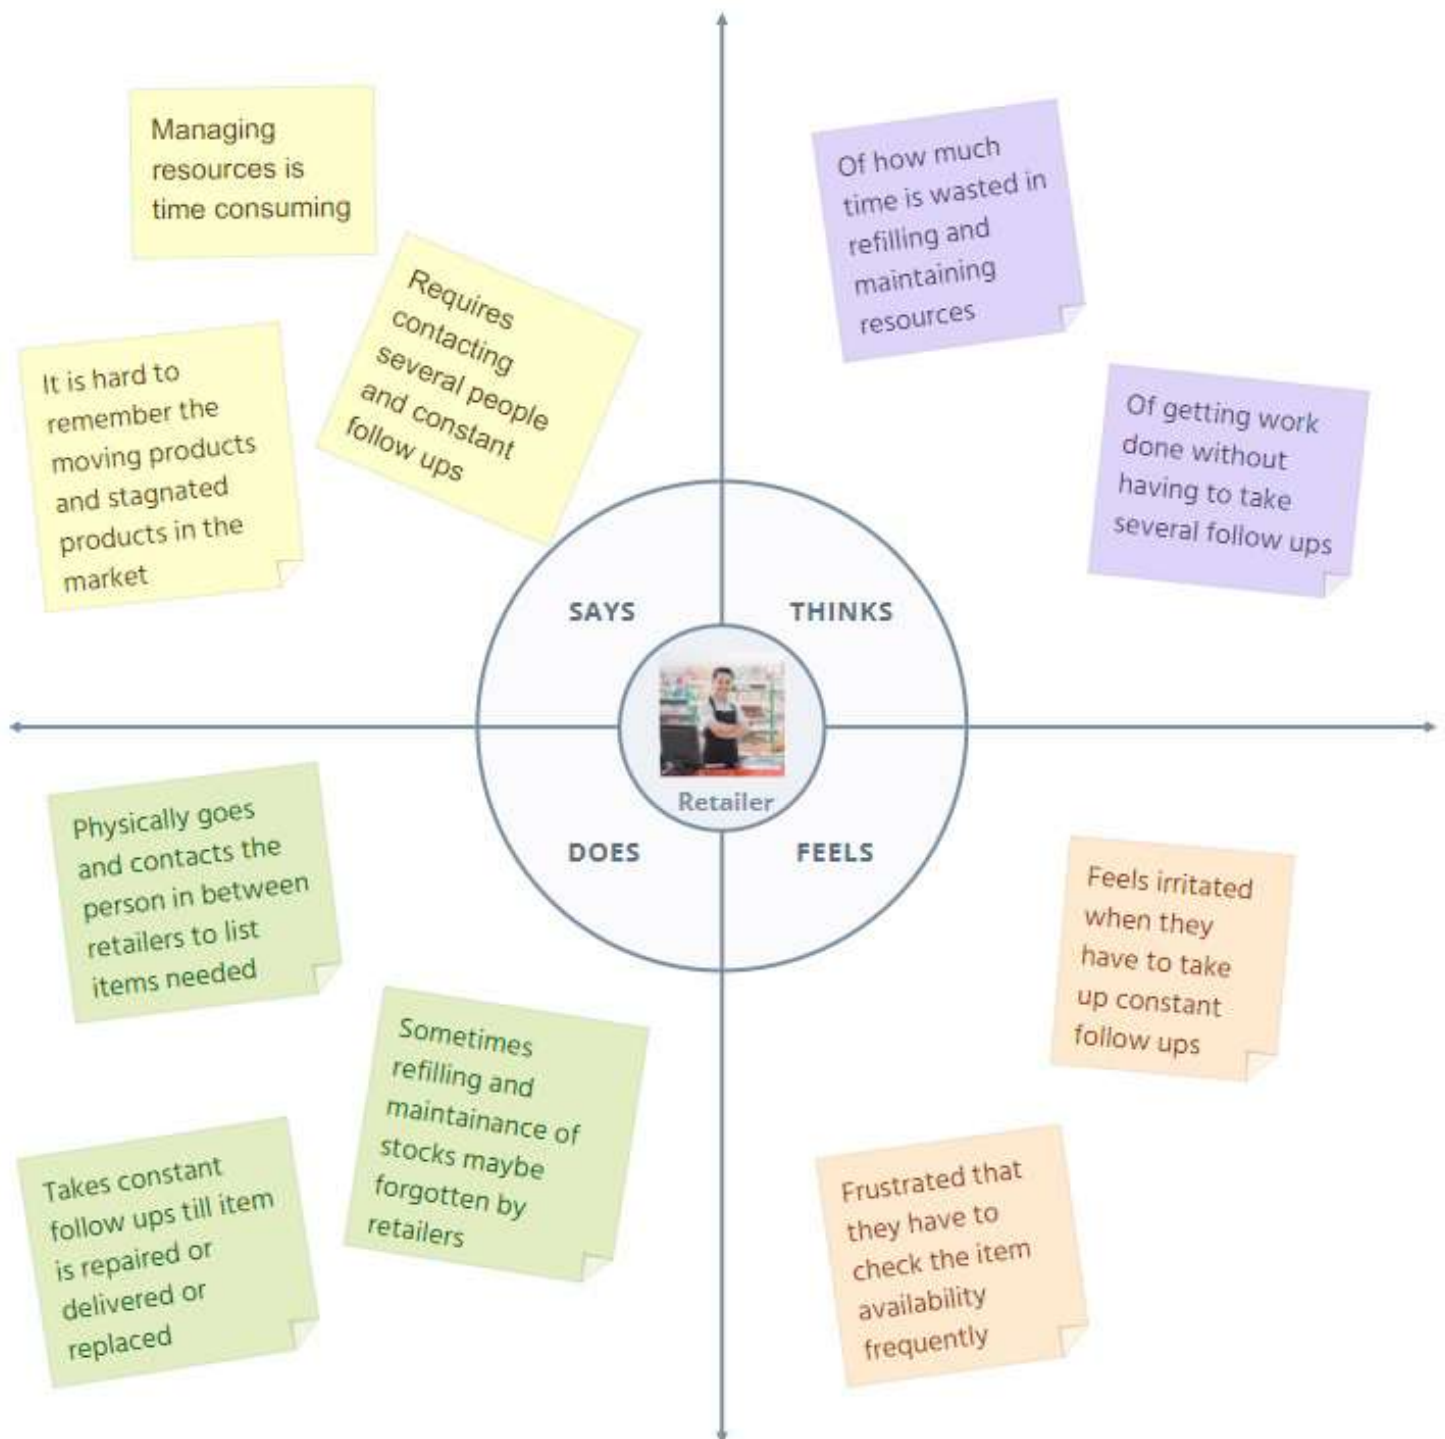 Managing
resources is
time consuming
Requires
contacting
several people
and constant
follow ups
It is hard to
remember the
moving products
and stagnated
products in the
market
Of how much
time is wasted in
refilling and
maintaining
resources
Of getting work
done without
having to take
several follow ups
SAYS
THINKS
Retailer
DOES
FEELS
Physically goes
and contacts the
person in between
retailers to list
items needed
Sometimes
refilling and
maintainance of
stocks maybe
forgotten by
retailers
Takes constant
follow ups till item
is repaired or
delivered or
replaced
Feels irritated
when they
have to take
up constant
follow ups
Frustrated that
they have to
check the item
availability
frequently